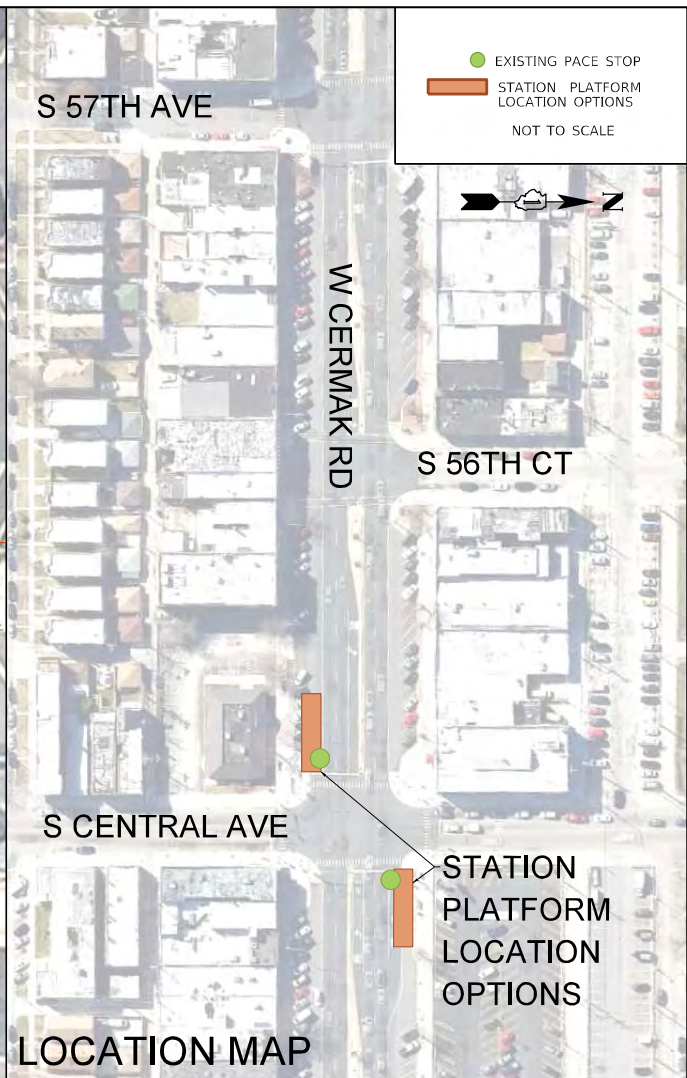 EXISTING PACE STOP
STATION PLATFORM
LOCATION OPTIONS
NOT TO SCALE
N
S 57TH AVE
W CERMAK RD
S 56TH CT
S CENTRAL AVE
STATION
PLATFORM
LOCATION
OPTIONS
LOCATION MAP